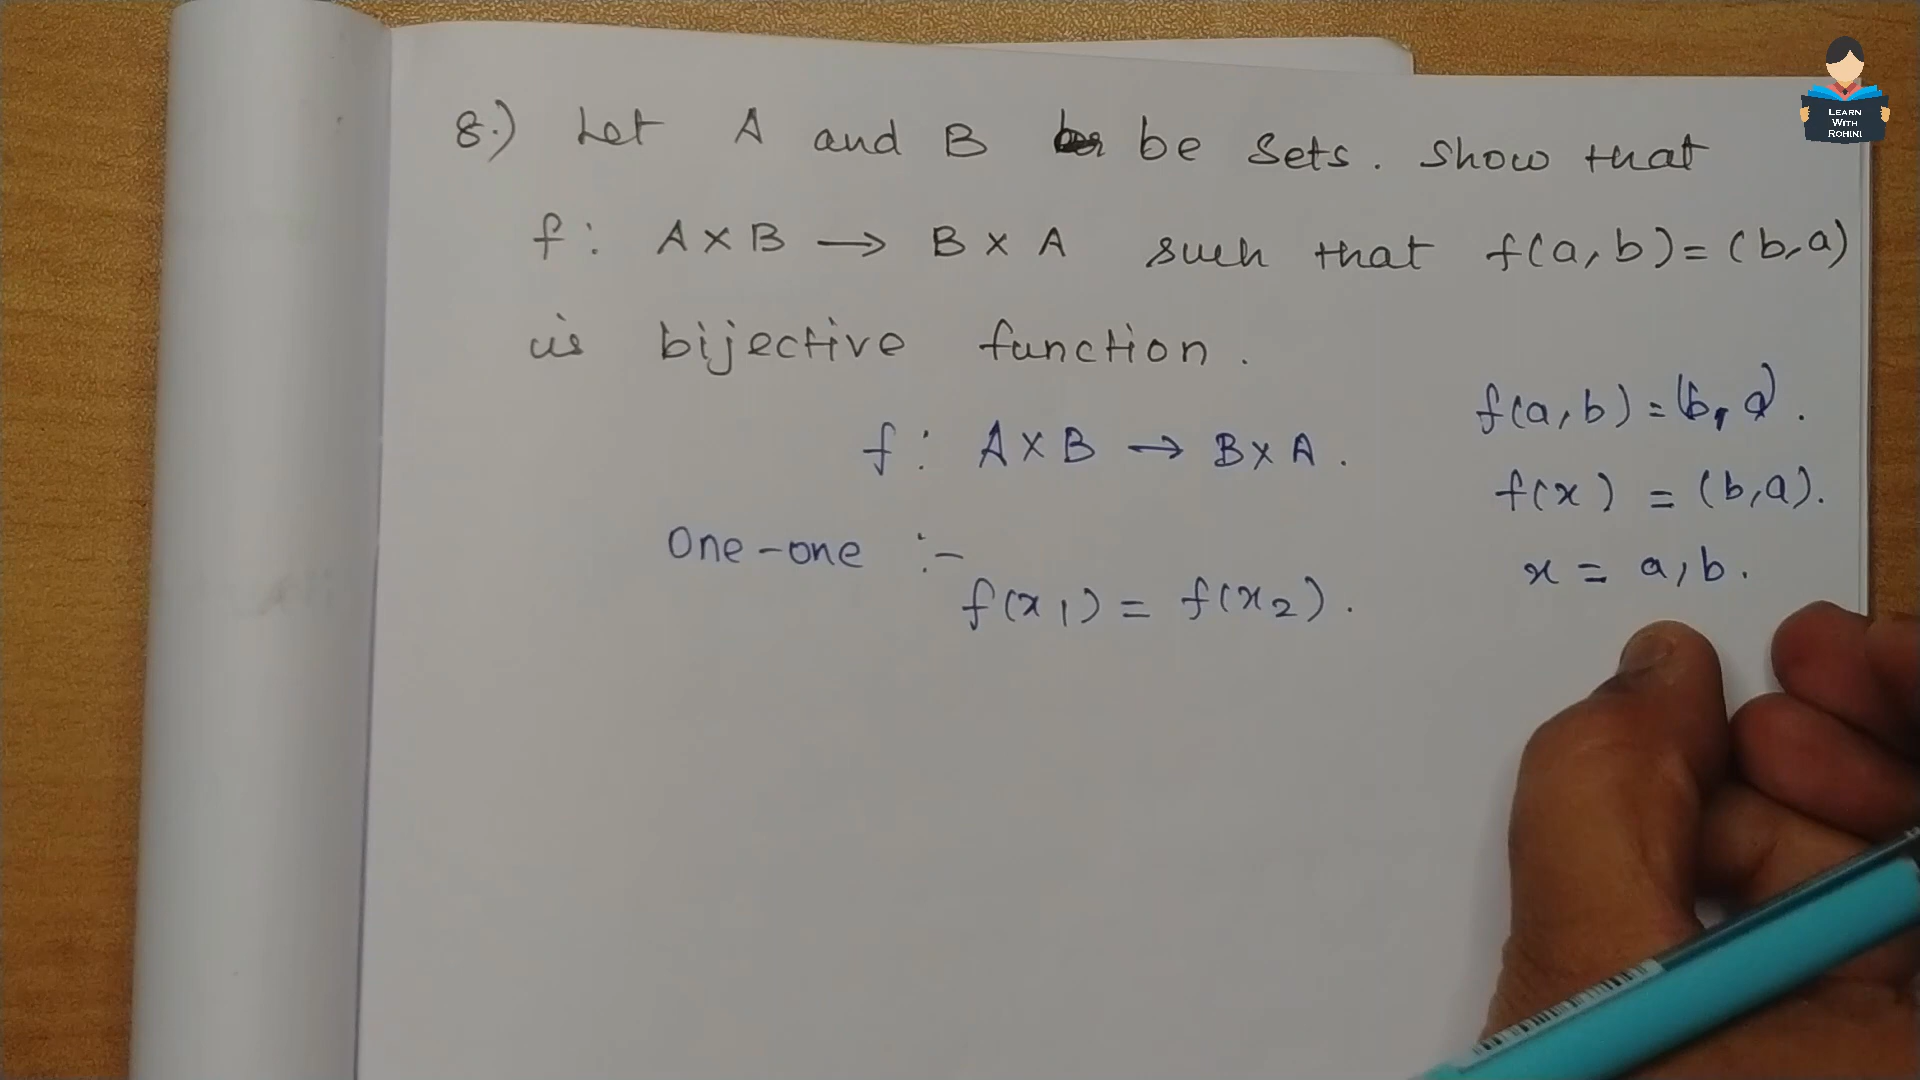 8.) Let A and B be sets. Show that
f : A × B → B × A such that f(a, b) = (b, a)
is bijective function.
f(a, b) = (b, a).
f : A × B → B × A.
f(x) = (b, a).
One-one :-
x = a, b.
f(x1) = f(x2).
LEARN
WITH
ROHINI